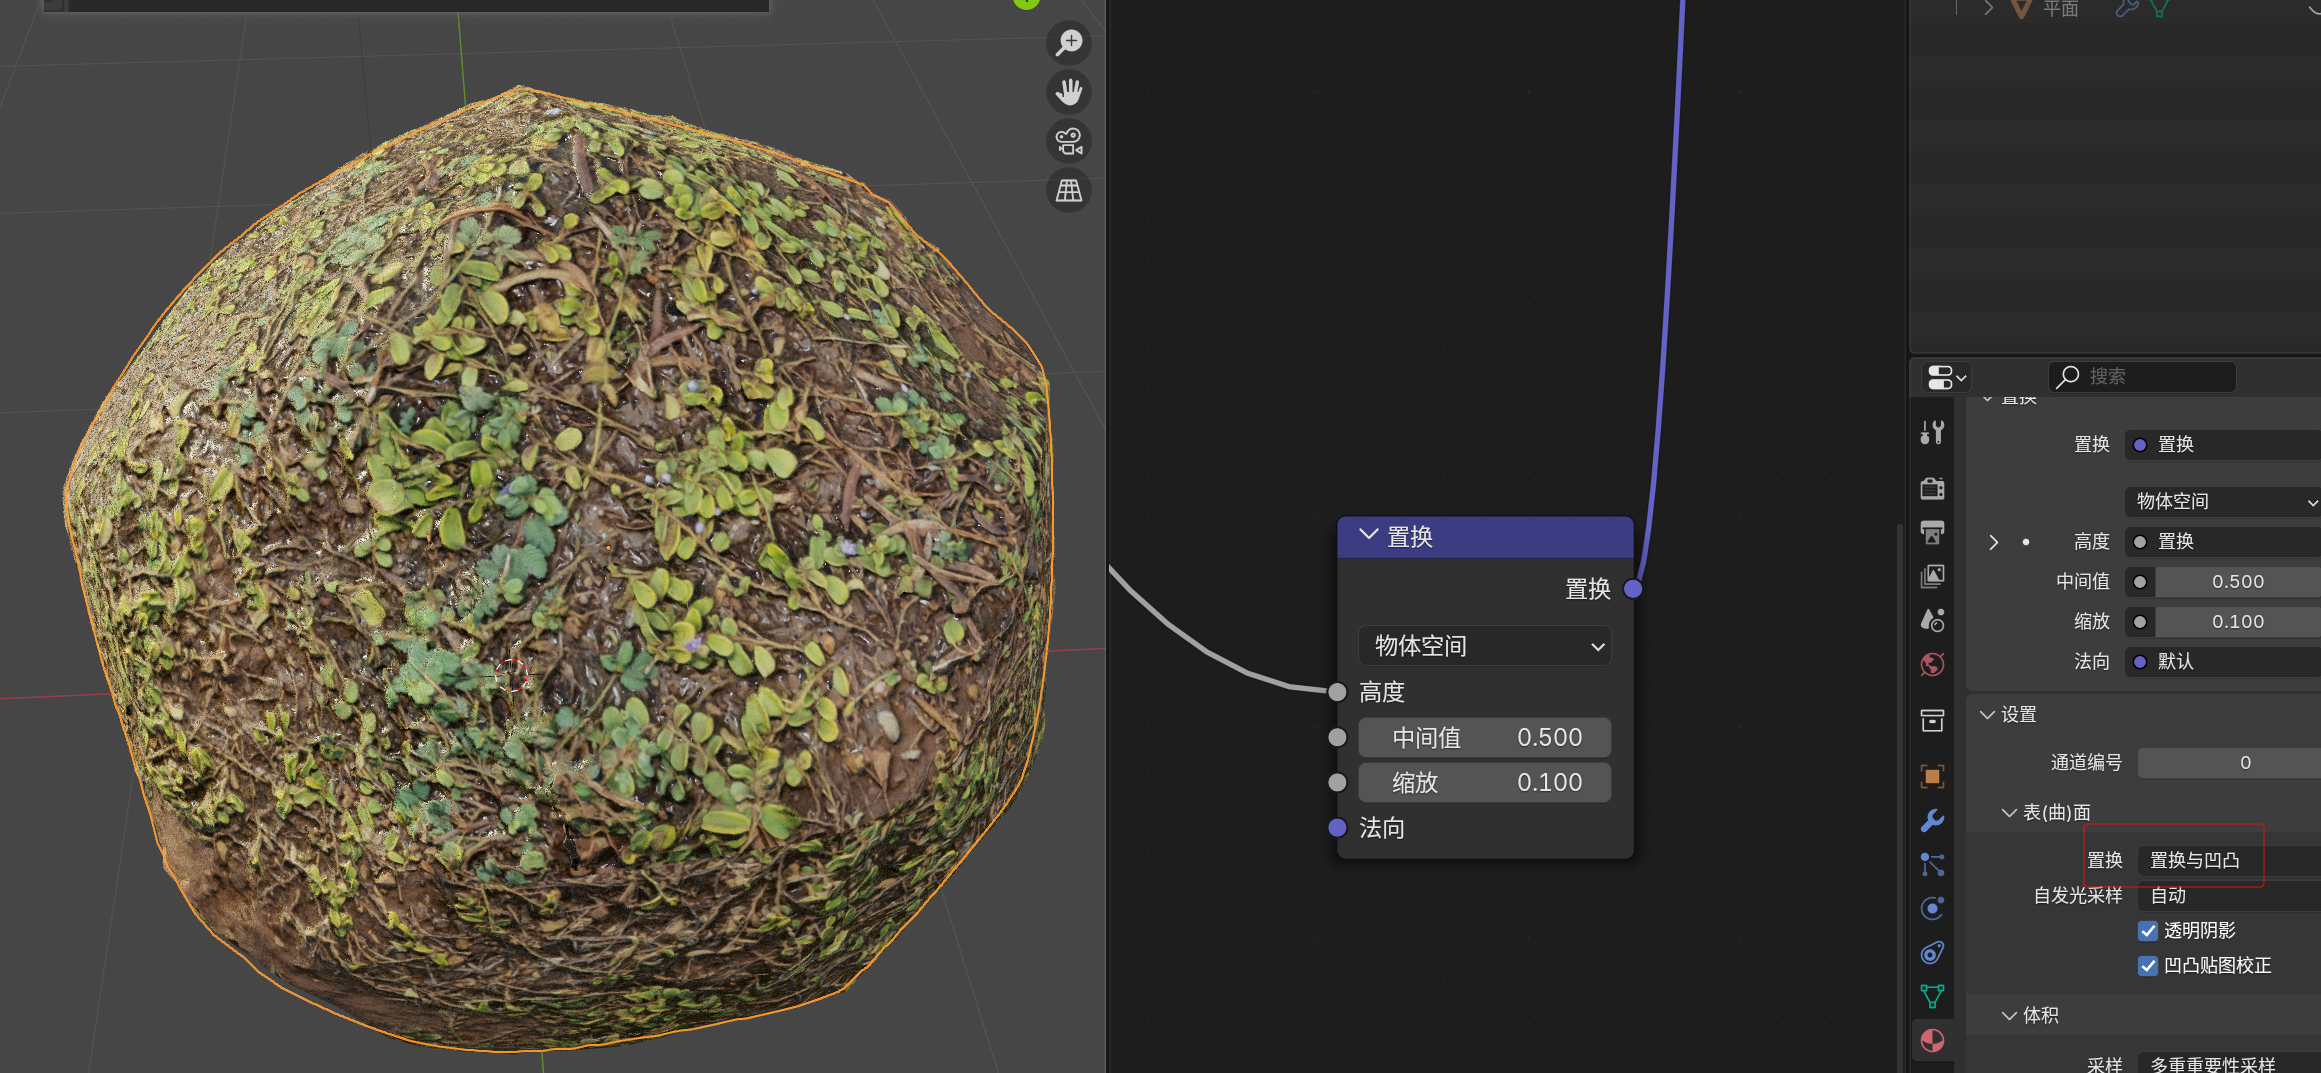 平面
置换
置换
物体空间
高度
中间值 0.500
缩放 0.100
法向
搜索
置换
置换 置换
物体空间
高度 置换
中间值 0.500
缩放 0.100
法向 默认
设置
通道编号 0
表(曲)面
置换 置换与凹凸
自发光采样 自动
透明阴影
凹凸贴图校正
体积
采样 多重重要性采样